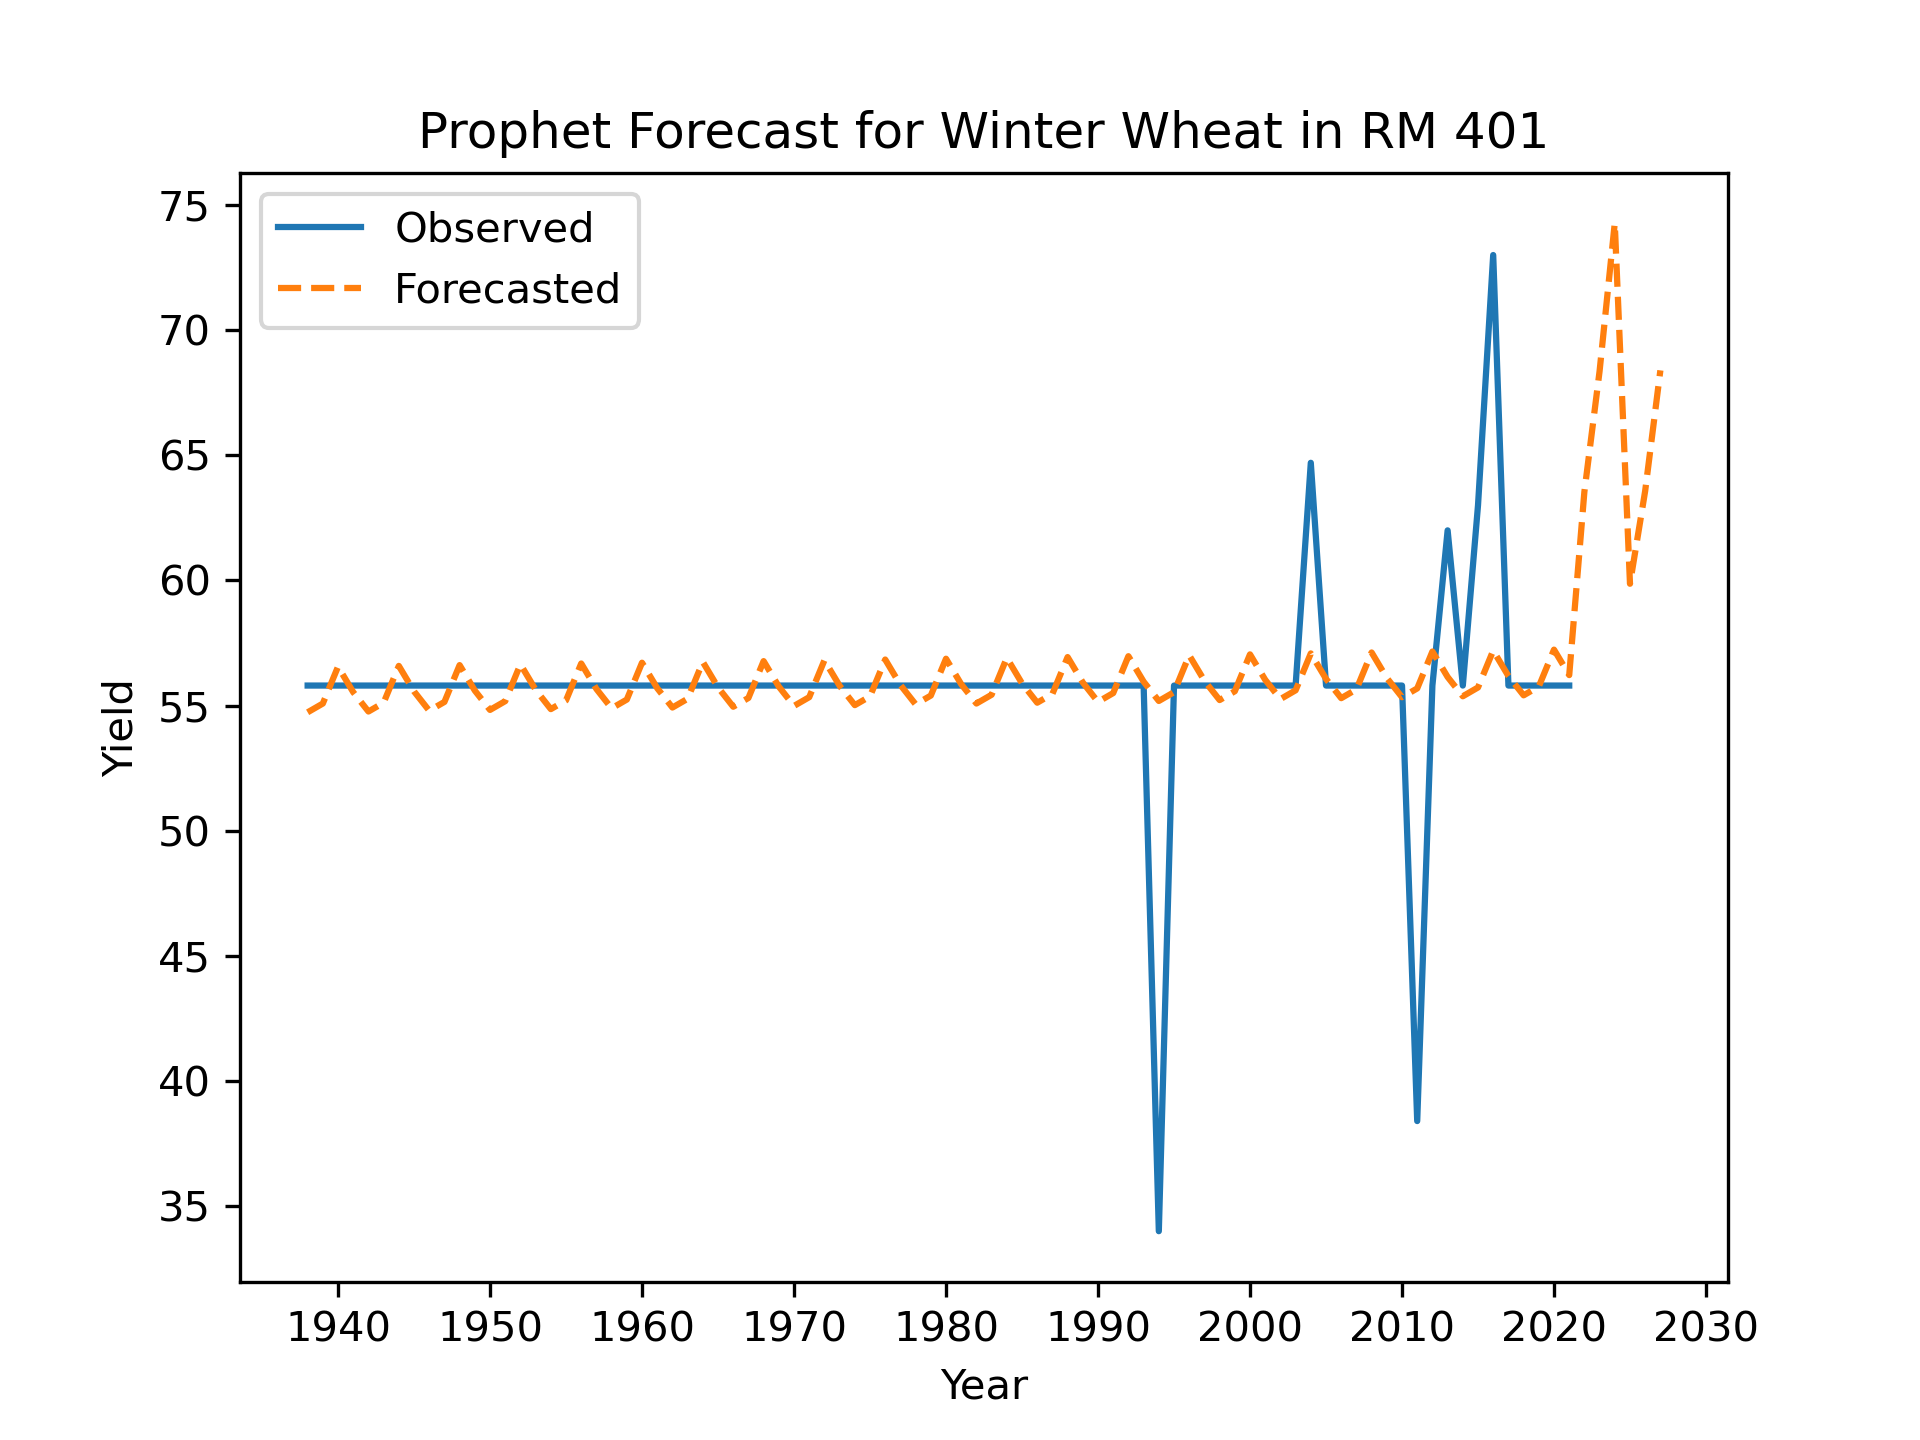 Prophet Forecast for Winter Wheat in RM 401
Observed
Forecasted
75
70
65
60
55
50
45
40
35
Yield
1940 1950 1960 1970 1980 1990 2000 2010 2020 2030
Year